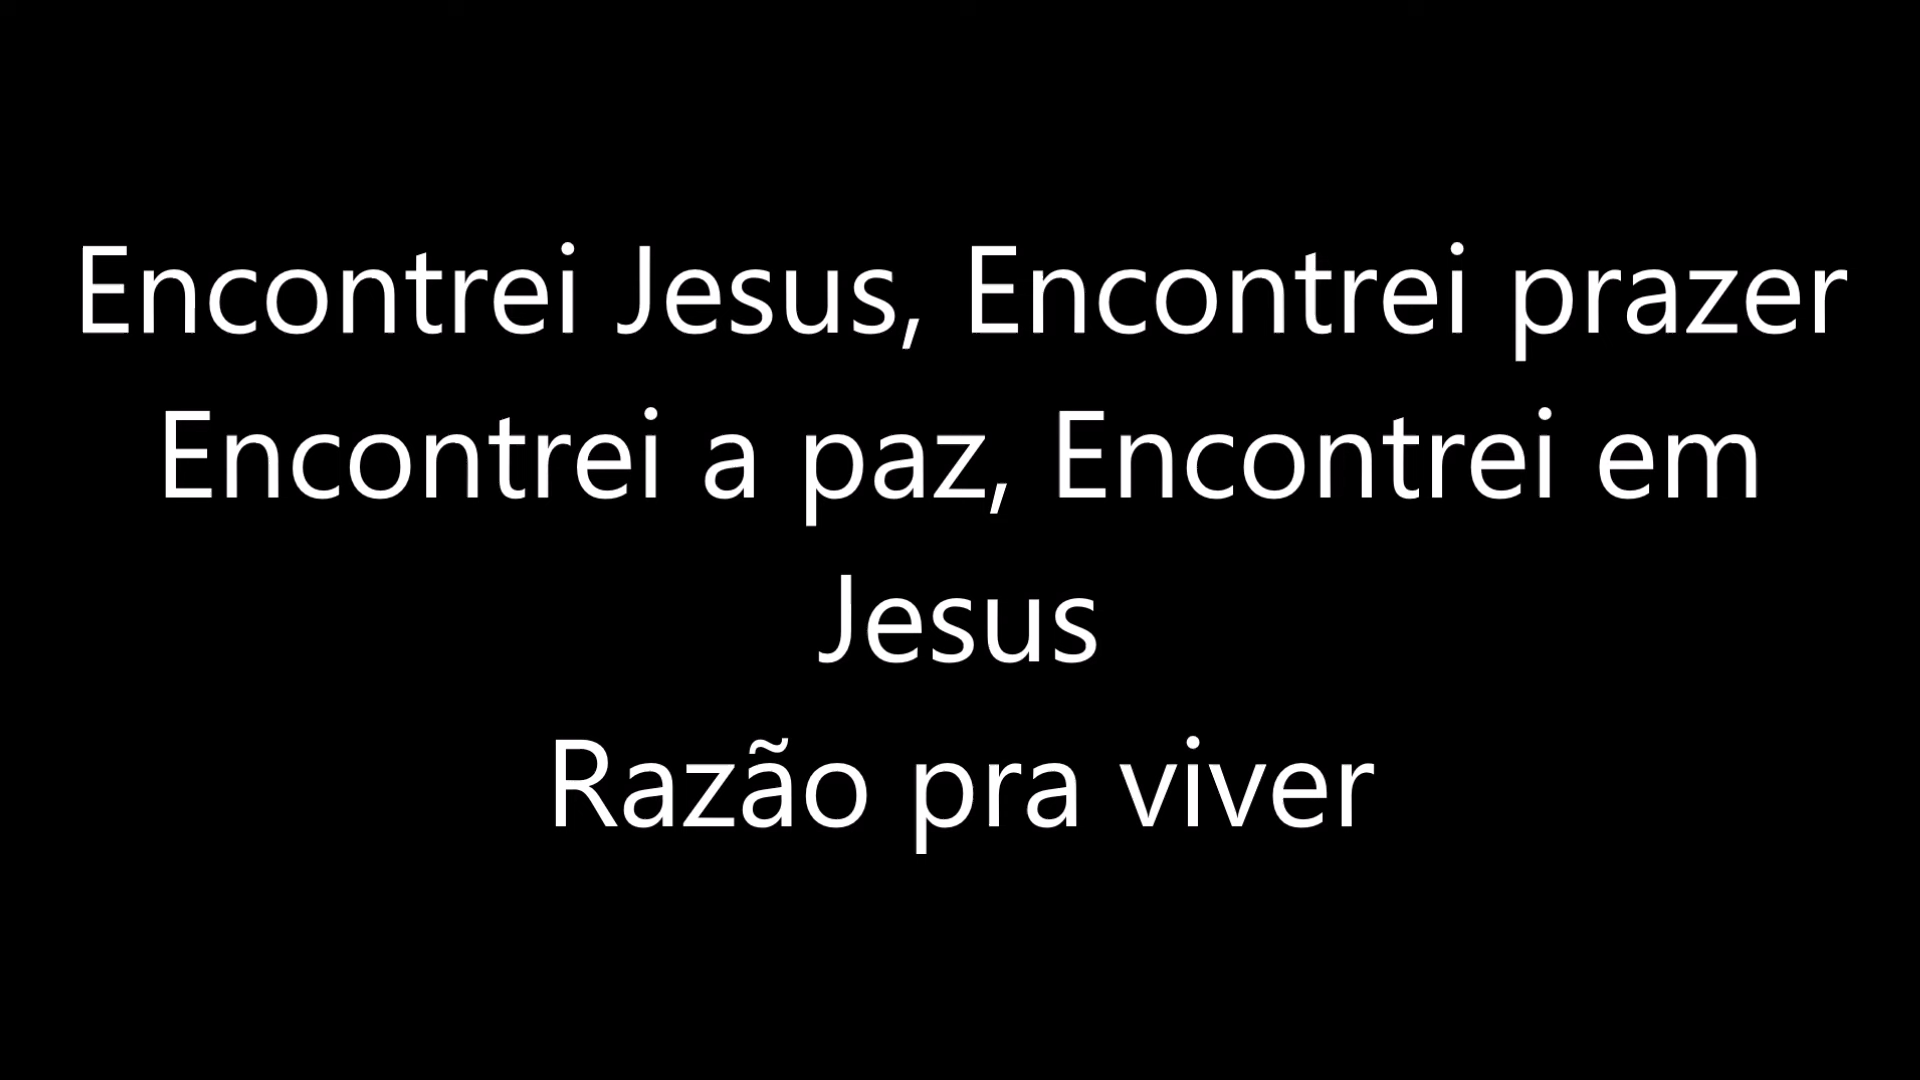 Encontrei Jesus, Encontrei prazer
Encontrei a paz, Encontrei em
Jesus
Razão pra viver